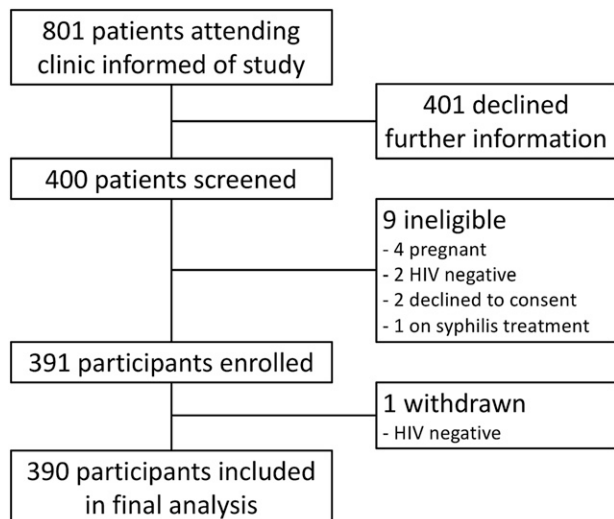 801 patients attending
clinic informed of study
401 declined
further information
400 patients screened
9 ineligible
- 4 pregnant
- 2 HIV negative
- 2 declined to consent
- 1 on syphilis treatment
391 participants enrolled
1 withdrawn
- HIV negative
390 participants included
in final analysis